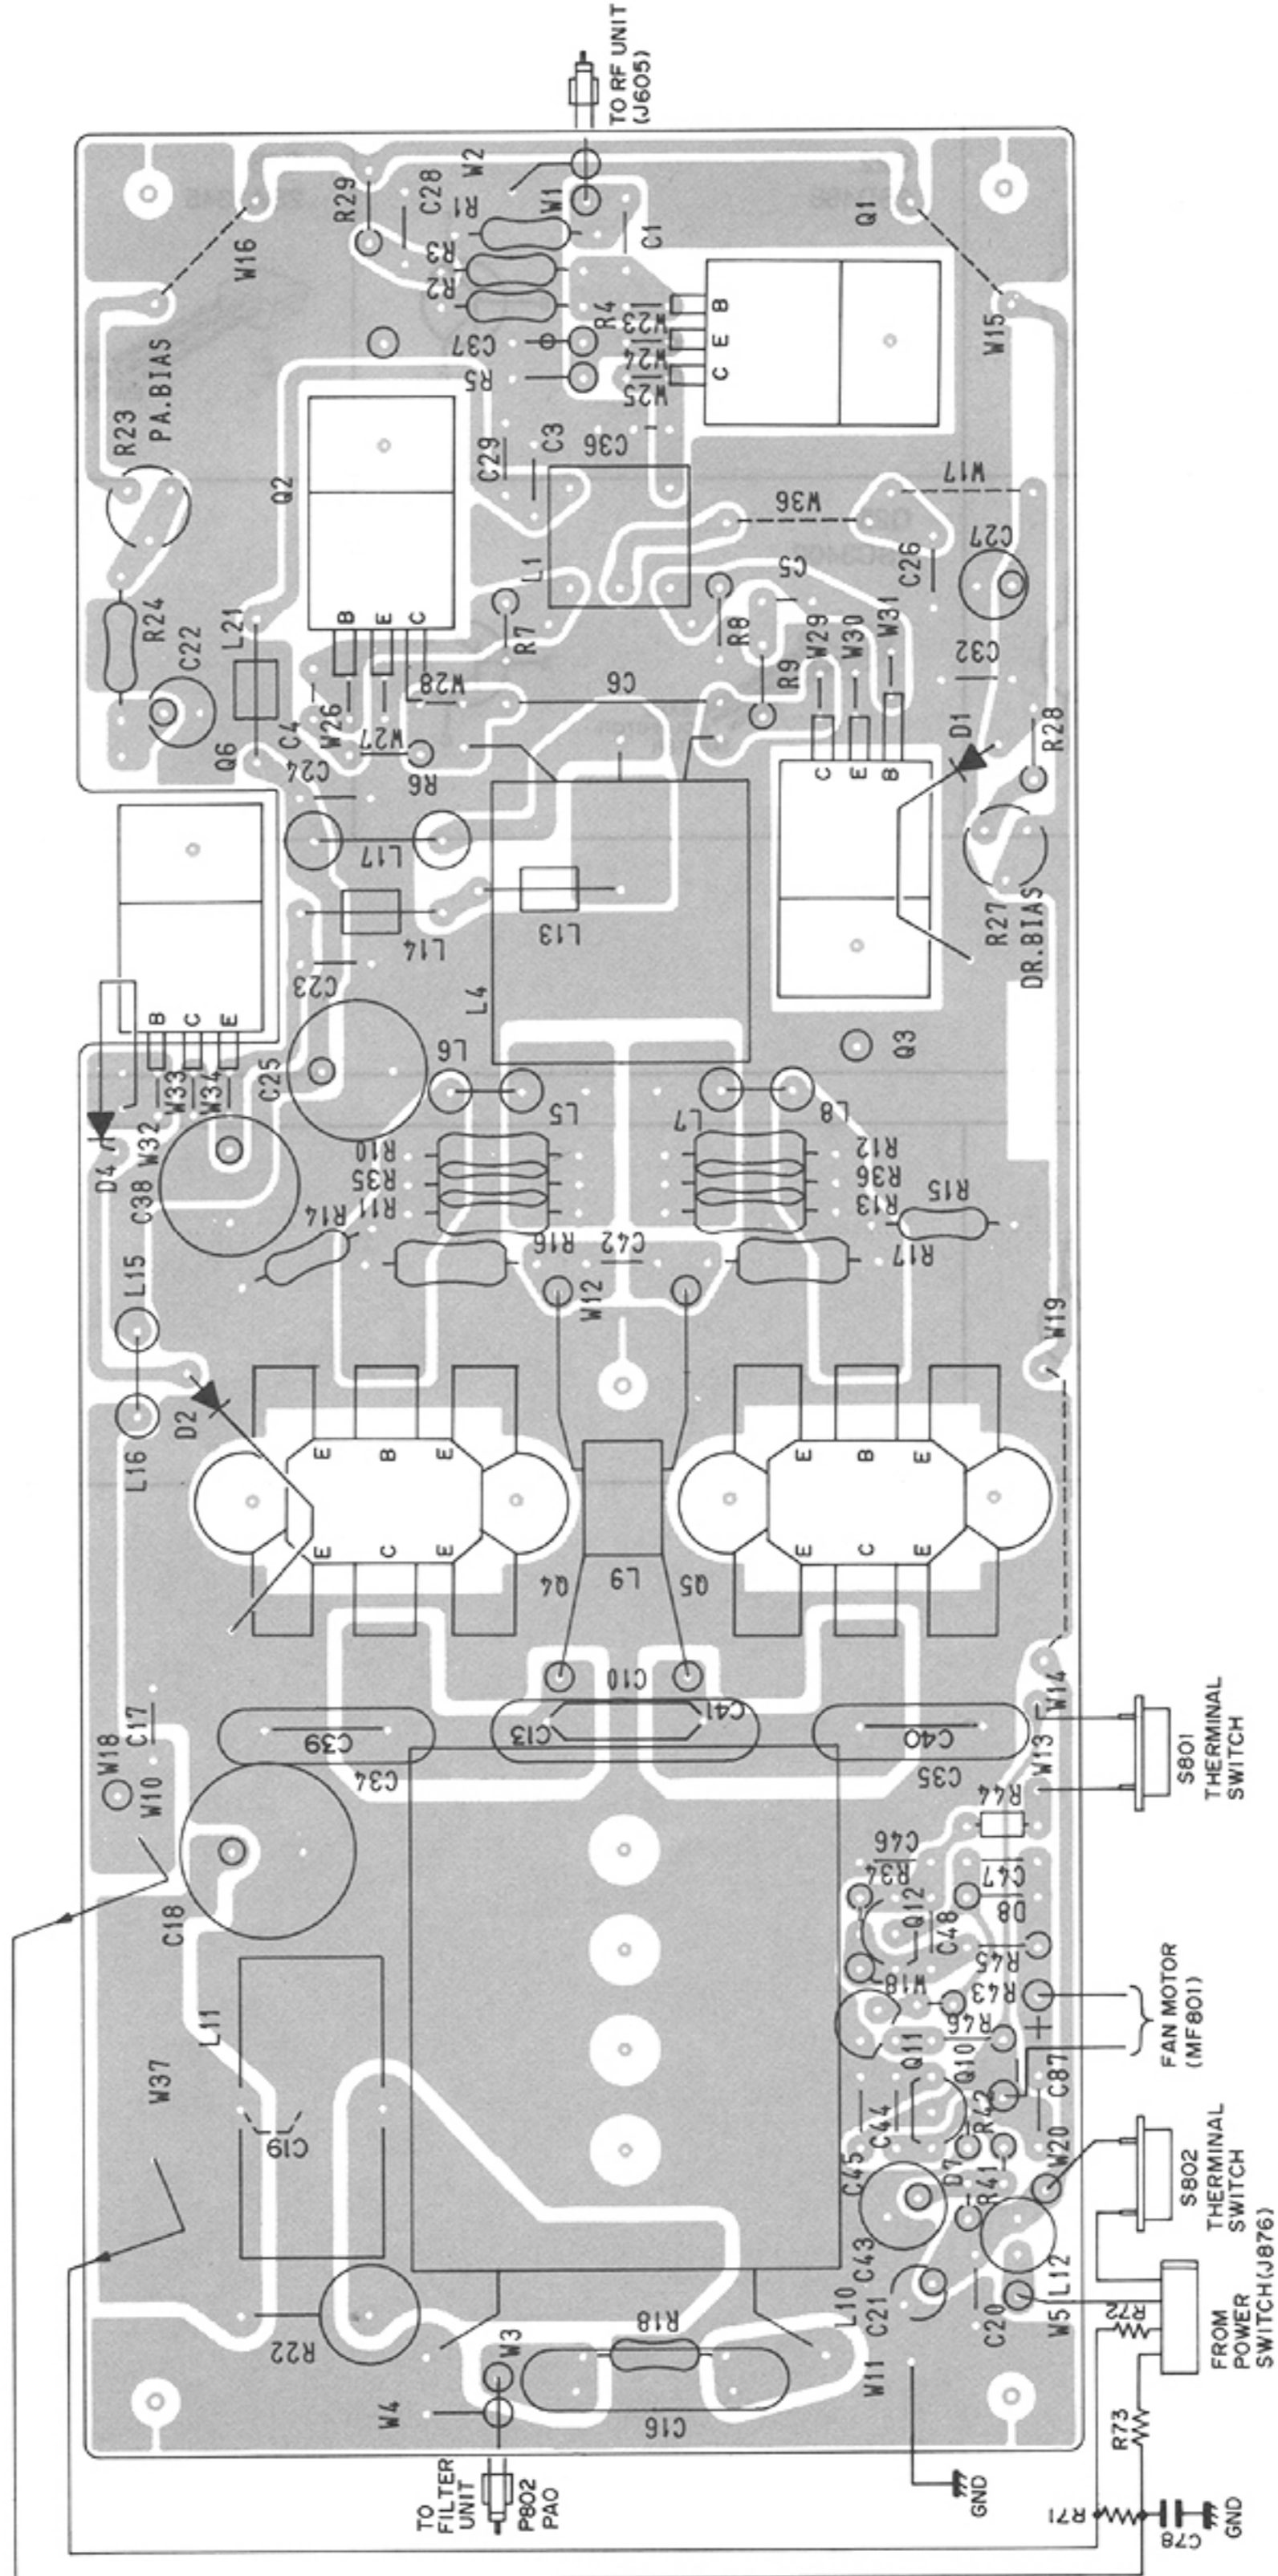 TO RF UNIT
(J605)
W2
W1
R29
C28
R1
R3
R2
C1
Q1
W16
R4
W23
W24
W25
B
E
C
C37
R5
W15
R23
PA.BIAS
Q2
C29
C3
C36
W36
W17
C27
C26
L1
R24
C22
L21
B
E
C
R7
R8
C5
R9
W29
W30
W31
C32
Q6
C4
W26
W27
W28
C6
C24
R6
C
E
B
D1
R28
L17
L14
L13
L4
R27
DR.BIAS
C23
B
C
E
W33
W34
C25
L6
L5
L7
L8
Q3
D4
W32
C38
R10
R35
R11
R12
R36
R13
R15
R14
R16
C42
R17
W12
L15
L16
W19
D2
E
B
E
E
C
E
E
B
E
E
C
E
Q4
L9
Q5
C10
C13
C41
W18
C17
W10
C39
C34
C40
C35
W14
W13
S801
THERMINAL
SWITCH
R44
C46
R34
C47
C18
Q12
C48
D8
R45
W18
R43
R46
+
FAN MOTOR
(MF801)
L11
W37
C19
Q11
Q10
C87
C44
R42
C45
D7
R41
W20
S802
THERMINAL
SWITCH
C43
L10
C21
C20
W5
L12
R72
FROM
POWER
SWITCH(J876)
R22
R18
W3
W4
C16
W11
R73
TO
FILTER
UNIT
P802
PAO
GND
R71
C78
GND